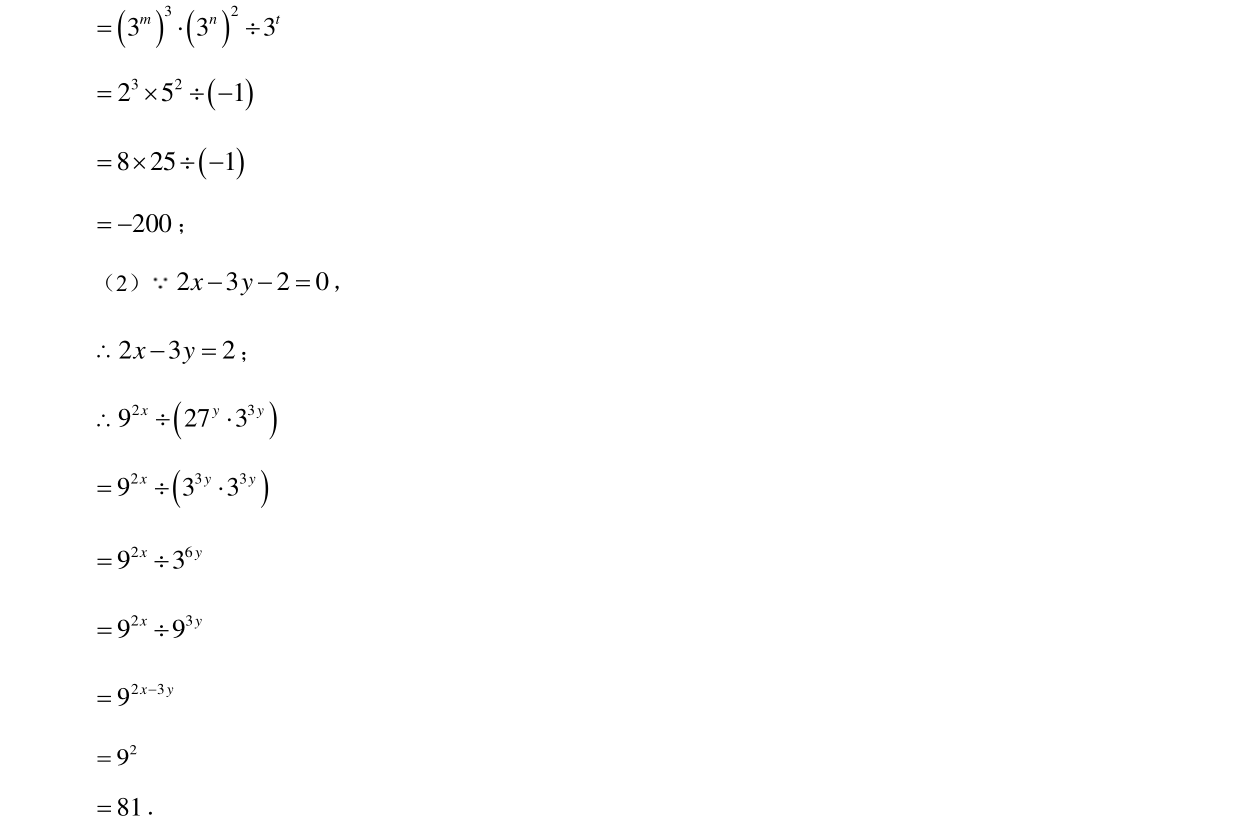 =(3^m)^3·(3^n)^2÷3^t
=2^3×5^2÷(−1)
=8×25÷(−1)
=−200；
（2）∵ 2x−3y−2=0，
∴ 2x−3y=2；
∴ 9^{2x}÷(27^y·3^{3y})
=9^{2x}÷(3^{3y}·3^{3y})
=9^{2x}÷3^{6y}
=9^{2x}÷9^{3y}
=9^{2x−3y}
=9^2
=81．